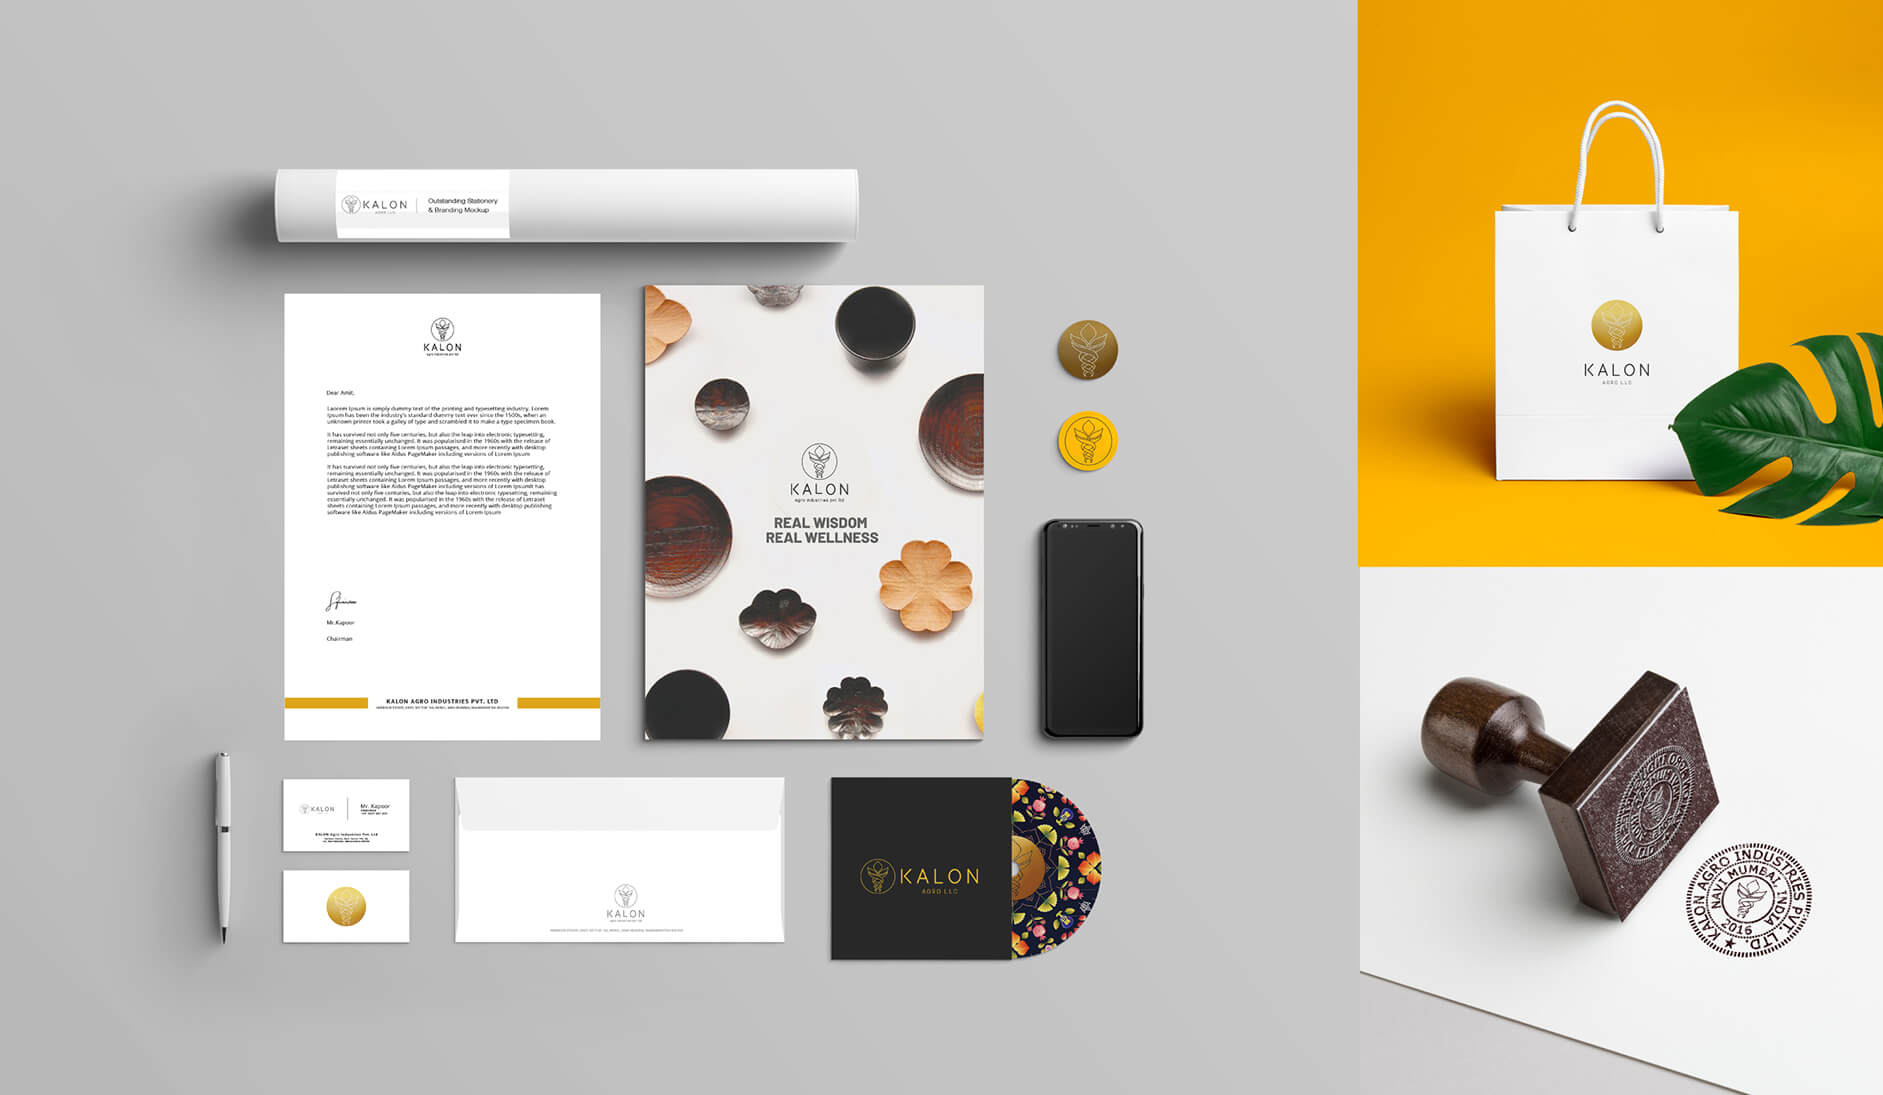 KALON
AGRO LLC
Outstanding Stationery
& Branding Mockup
KALON
agro industries pvt ltd
Dear Amit,
Laorem Ipsum is simply dummy text of the printing and typesetting industry. Lorem
Ipsum has been the industry's standard dummy text ever since the 1500s, when an
unknown printer took a galley of type and scrambled it to make a type specimen book.
It has survived not only five centuries, but also the leap into electronic typesetting,
remaining essentially unchanged. It was popularised in the 1960s with the release of
Letraset sheets containing Lorem Ipsum passages, and more recently with desktop
publishing software like Aldus PageMaker including versions of Lorem Ipsum
It has survived not only five centuries, but also the leap into electronic typesetting,
remaining essentially unchanged. It was popularised in the 1960s with the release of
Letraset sheets containing Lorem Ipsum passages, and more recently with desktop
publishing software like Aldus PageMaker including versions of Lorem IpsumIt has
survived not only five centuries, but also the leap into electronic typesetting, remaining
essentially unchanged. It was popularised in the 1960s with the release of Letraset
sheets containing Lorem Ipsum passages, and more recently with desktop publishing
software like Aldus PageMaker including versions of Lorem Ipsum
Mr.Kapoor
Chairman
KALON AGRO INDUSTRIES PVT. LTD
KALON
agro industries pvt ltd
REAL WISDOM
REAL WELLNESS
KALON
Mr. Kapoor
KALON Agro Industries Pvt. Ltd
KALON
KALON
AGRO LLC
KALON
AGRO LLC
KALON AGRO INDUSTRIES PVT. LTD.
NAVI MUMBAI, INDIA
2016